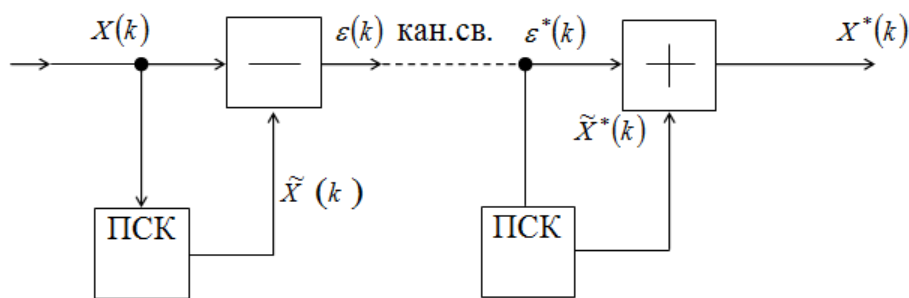 X(k) ε(k) кан.св. ε*(k) X*(k)
X̃*(k)
X̃ (k )
ПСК ПСК